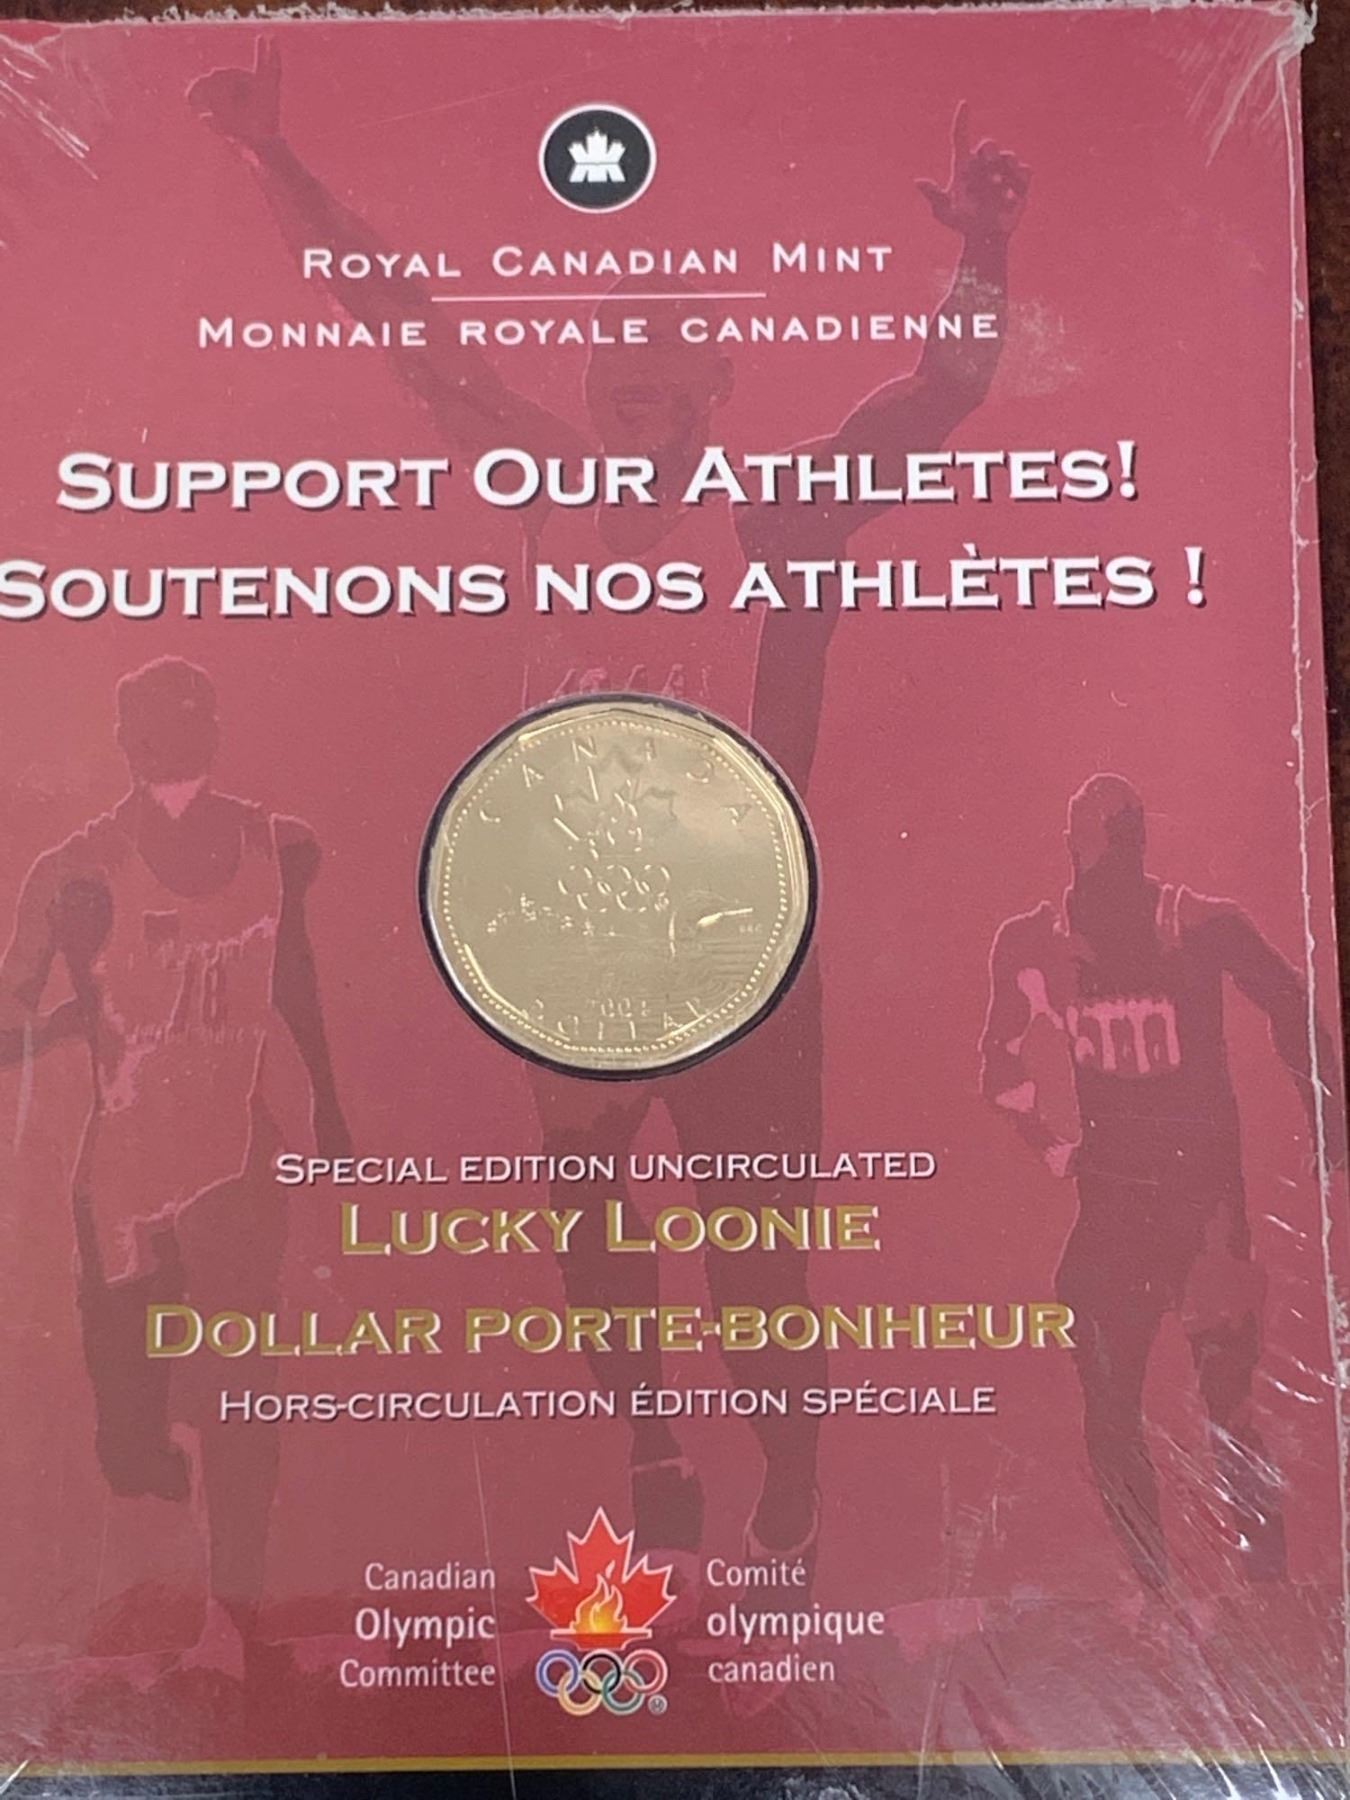 ROYAL CANADIAN MINT
MONNAIE ROYALE CANADIENNE
SUPPORT OUR ATHLETES!
SOUTENONS NOS ATHLÈTES !
CANADA
DOLLAR
SPECIAL EDITION UNCIRCULATED
LUCKY LOONIE
DOLLAR PORTE-BONHEUR
HORS-CIRCULATION ÉDITION SPÉCIALE
Canadian
Olympic
Committee
Comité
olympique
canadien